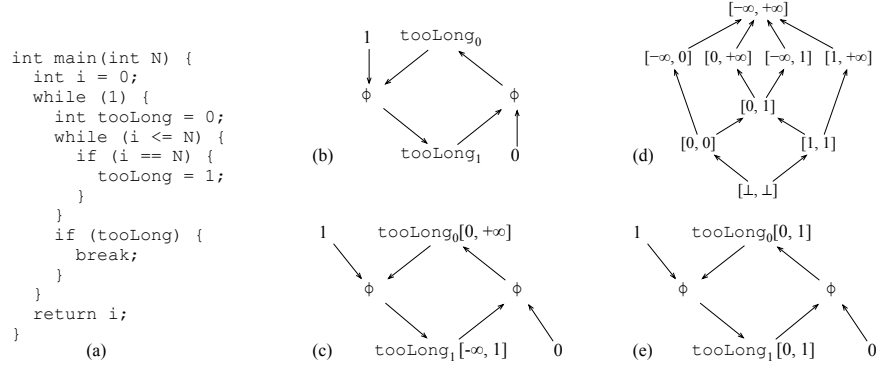 int main(int N) {
int i = 0;
while (1) {
int tooLong = 0;
while (i <= N) {
if (i == N) {
tooLong = 1;
}
}
if (tooLong) {
break;
}
}
return i;
}
(a)
1 tooLong0
ϕ ϕ
tooLong1 0
(b)
[−∞, +∞]
[−∞, 0] [0, +∞] [−∞, 1] [1, +∞]
[0, 1]
[0, 0] [1, 1]
[⊥, ⊥]
(d)
1 tooLong0[0, +∞]
ϕ ϕ
tooLong1[-∞, 1] 0
(c)
1 tooLong0[0, 1]
ϕ ϕ
tooLong1[0, 1] 0
(e)